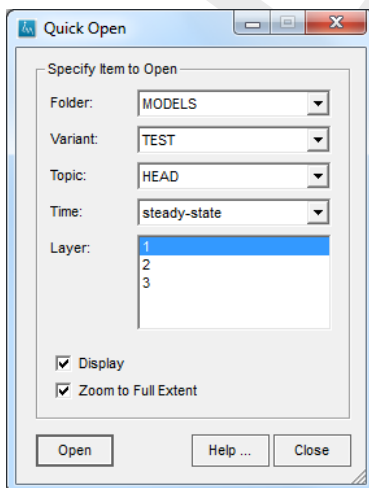 Quick Open
Specify Item to Open
Folder: MODELS
Variant: TEST
Topic: HEAD
Time: steady-state
Layer: 1
2
3
Display
Zoom to Full Extent
Open Help ... Close